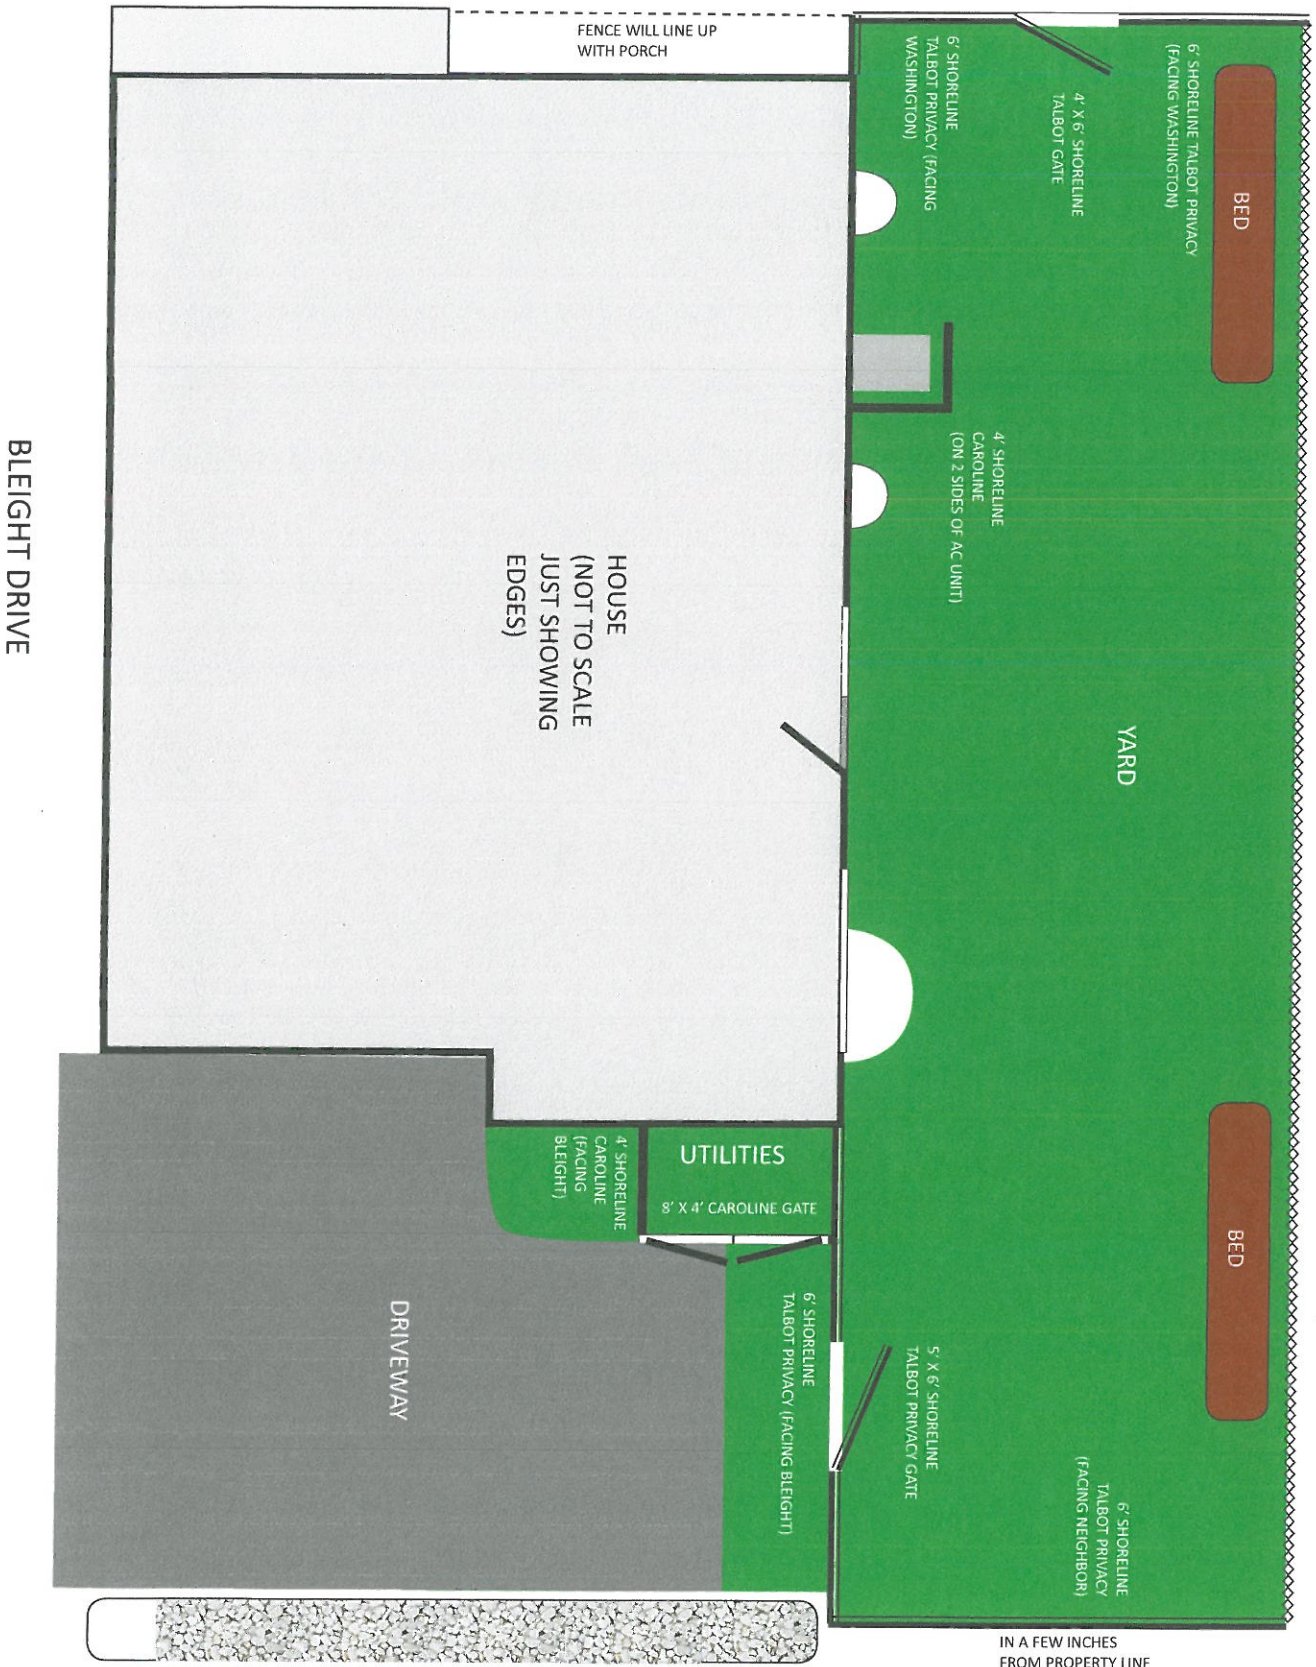 FENCE WILL LINE UP
WITH PORCH
6' SHORELINE
TALBOT PRIVACY (FACING
WASHINGTON)
4' X 6' SHORELINE
TALBOT GATE
6' SHORELINE TALBOT PRIVACY
(FACING WASHINGTON)
BED
4' SHORELINE
CAROLINE
(ON 2 SIDES OF AC UNIT)
HOUSE
(NOT TO SCALE
JUST SHOWING
EDGES)
YARD
BLEIGHT DRIVE
4' SHORELINE
CAROLINE
(FACING
BLEIGHT)
UTILITIES
8' X 4' CAROLINE GATE
BED
6' SHORELINE
TALBOT PRIVACY (FACING BLEIGHT)
5' X 6' SHORELINE
TALBOT PRIVACY GATE
DRIVEWAY
6' SHORELINE
TALBOT PRIVACY
(FACING NEIGHBOR)
IN A FEW INCHES
FROM PROPERTY LINE